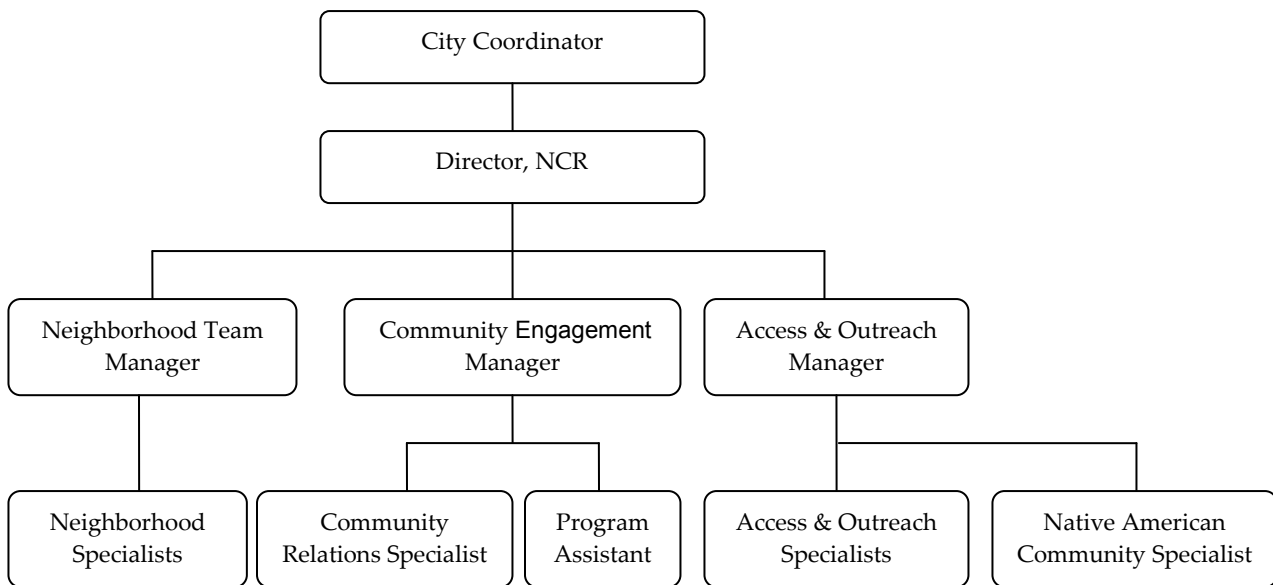 City Coordinator
Director, NCR
Neighborhood Team
Manager
Community Engagement
Manager
Access & Outreach
Manager
Neighborhood
Specialists
Community
Relations Specialist
Program
Assistant
Access & Outreach
Specialists
Native American
Community Specialist